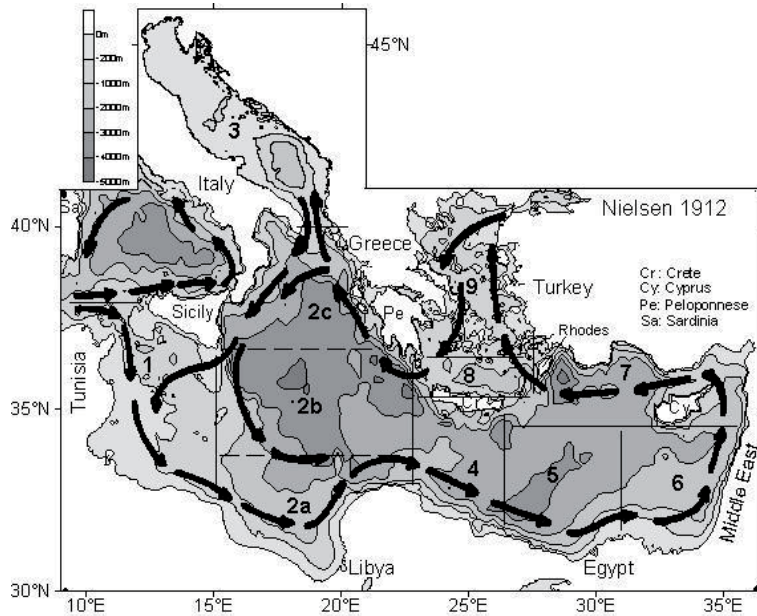 0m
-200m
-1000m
-2000m
-3000m
-4000m
-5000m
45°N
3
Italy
Sa
40°N
Nielsen 1912
Greece
Turkey
Cr: Crete
Cy: Cyprus
Pe: Peloponnese
Sa: Sardinia
9
2c
Pe
Sicily
Rhodes
Tunisia
1
8
7
Cr
Cy
35°N
2b
4
5
6
2a
Middle East
Libya
Egypt
30°N
10°E
15°E
20°E
25°E
30°E
35°E